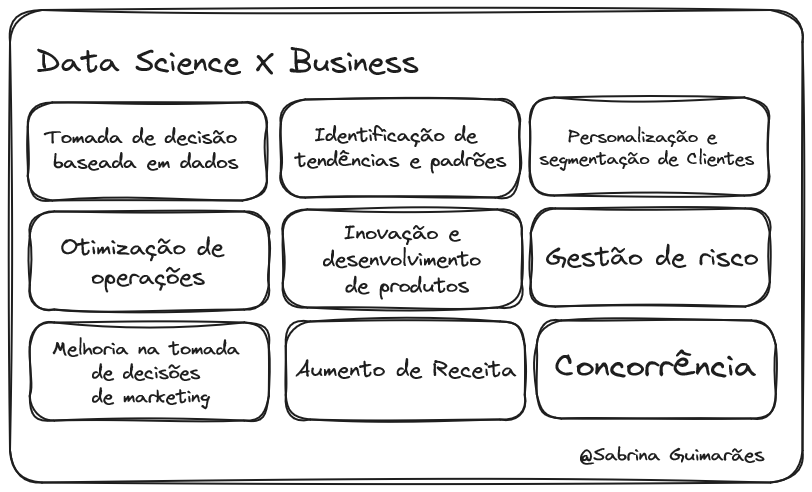 Data Science x Business
Tomada de decisão
baseada em dados
Identificação de
tendências e padrões
Personalização e
segmentação de Clientes
Otimização de
operações
Inovação e
desenvolvimento
de produtos
Gestão de risco
Melhoria na tomada
de decisões
de marketing
Aumento de Receita
Concorrência
@Sabrina Guimarães